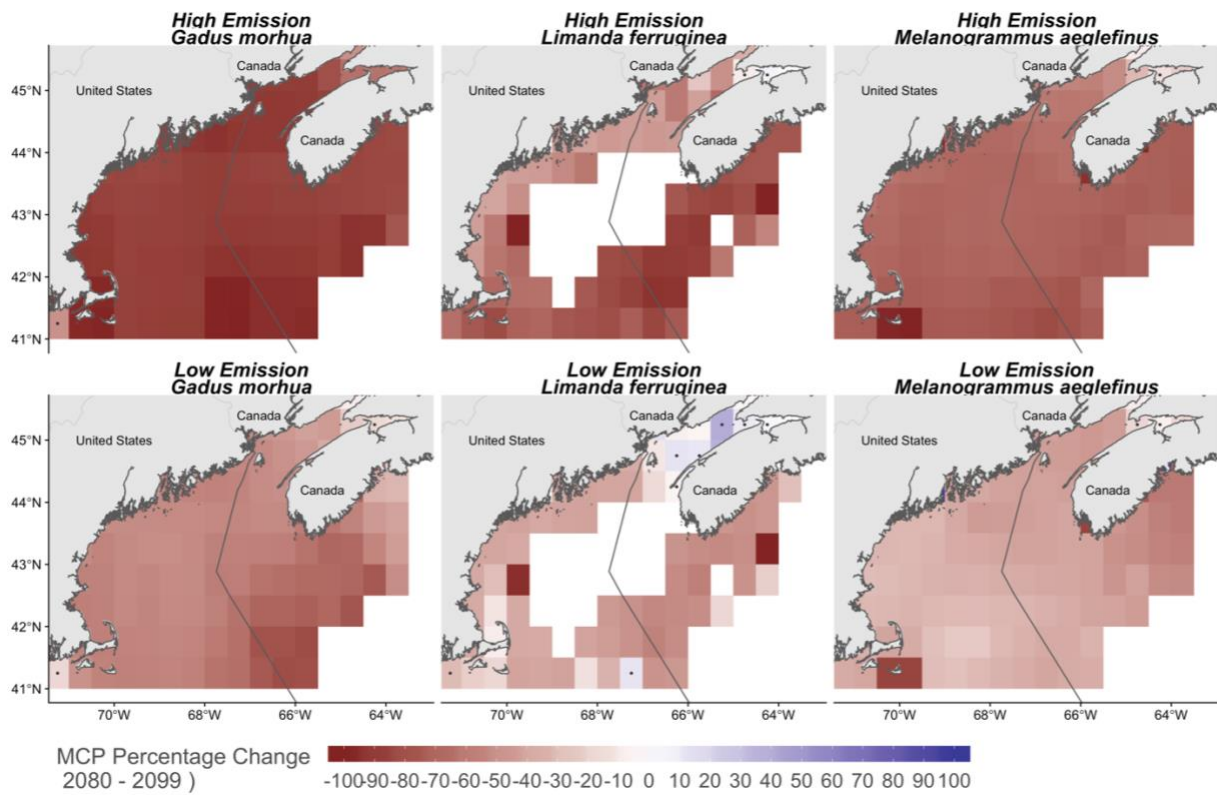 High Emission
Gadus morhua
High Emission
Limanda ferruginea
High Emission
Melanogrammus aeglefinus
45°N
44°N
43°N
42°N
41°N
United States
Canada
Canada
Canada
Canada
United States
Canada
Canada
Low Emission
Gadus morhua
Low Emission
Limanda ferruginea
Low Emission
Melanogrammus aeglefinus
45°N
44°N
43°N
42°N
41°N
United States
Canada
Canada
Canada
Canada
United States
Canada
Canada
70°W 68°W 66°W 64°W
70°W 68°W 66°W 64°W
70°W 68°W 66°W 64°W
MCP Percentage Change
2080 - 2099 )
-100 -90 -80 -70 -60 -50 -40 -30 -20 -10 0 10 20 30 40 50 60 70 80 90 100